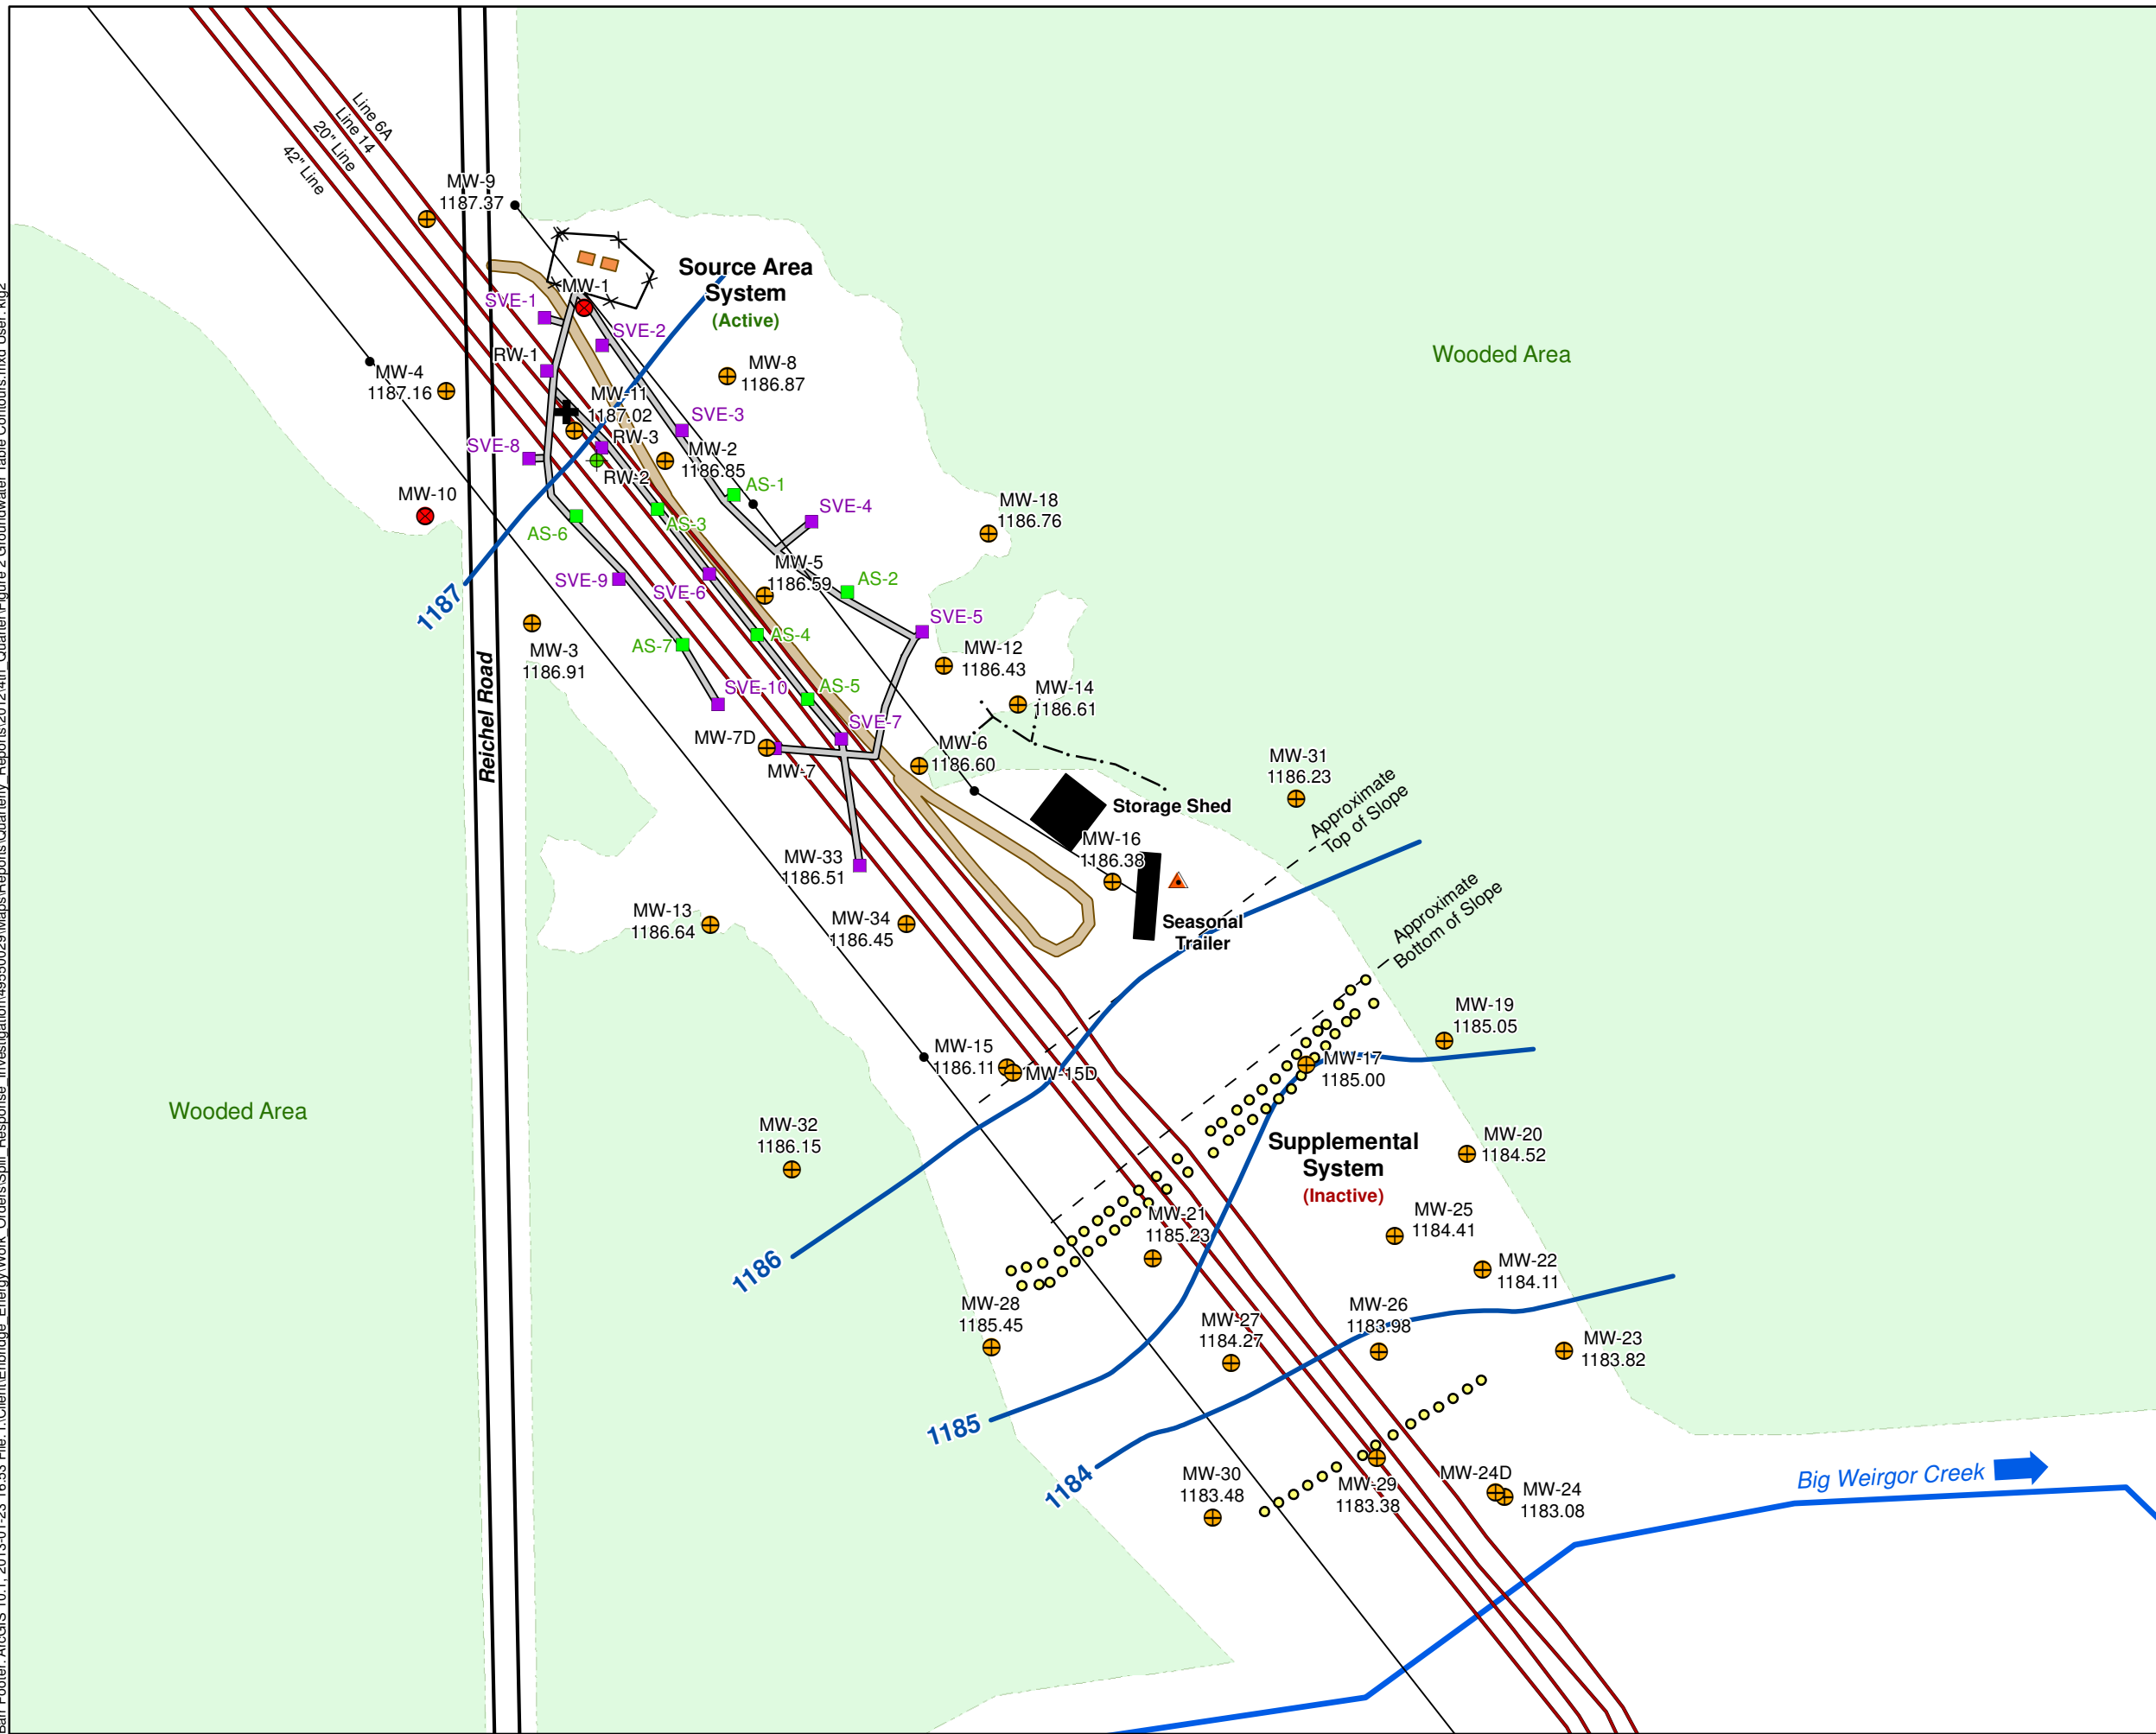 Line 6A
Line 14
20" Line
42" Line
MW-9
1187.37
Source Area
System
(Active)
MW-1
SVE-1
SVE-2
RW-1
MW-8
1186.87
Wooded Area
MW-4
1187.16
MW-11
1187.02
SVE-3
RW-3
SVE-8
MW-2
1186.85
RW-2
AS-1
MW-10
SVE-4
MW-18
1186.76
AS-3
AS-6
MW-5
1186.59
SVE-9
SVE-6
AS-2
1187
SVE-5
MW-3
1186.91
AS-7
AS-4
MW-12
1186.43
Reichel Road
SVE-10
AS-5
MW-14
1186.61
SVE-7
MW-7D
MW-7
MW-6
1186.60
MW-31
1186.23
Storage Shed
Approximate
Top of Slope
MW-16
1186.38
MW-33
1186.51
MW-13
1186.64
MW-34
1186.45
Seasonal
Trailer
Approximate
Bottom of Slope
MW-19
1185.05
MW-15
1186.11
MW-15D
MW-17
1185.00
Wooded Area
MW-32
1186.15
Supplemental
System
(Inactive)
MW-20
1184.52
MW-21
1185.23
MW-25
1184.41
1186
MW-22
1184.11
MW-28
1185.45
MW-27
1184.27
MW-26
1183.98
MW-23
1183.82
1185
1184
MW-30
1183.48
MW-29
1183.38
MW-24D
MW-24
1183.08
Big Weirgor Creek